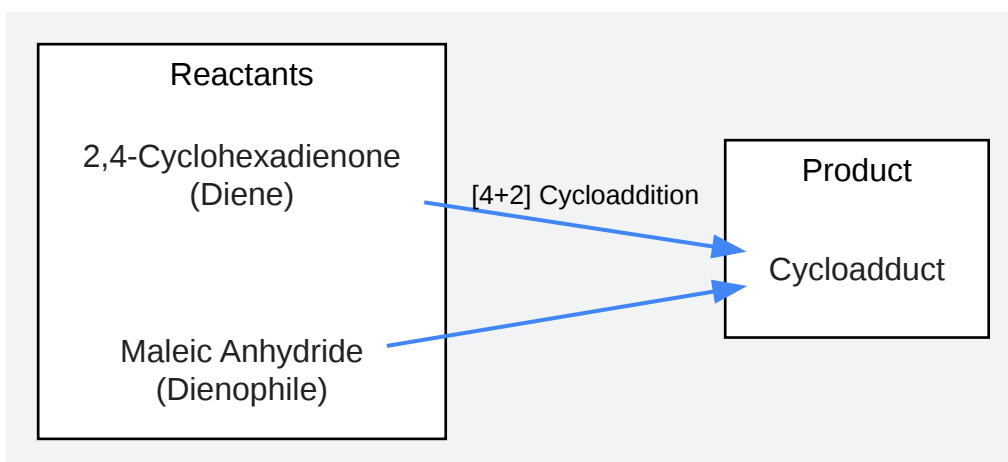 Reactants
2,4-Cyclohexadienone
(Diene)
[4+2] Cycloaddition
Maleic Anhydride
(Dienophile)
Product
Cycloadduct